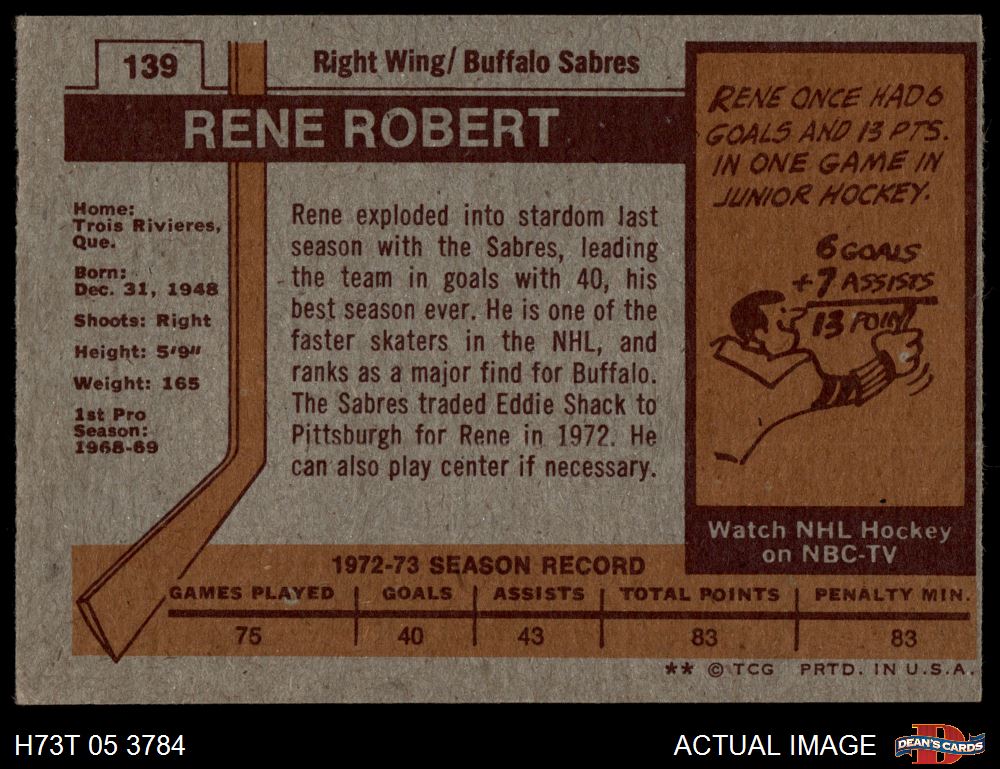 139
Right Wing/ Buffalo Sabres
RENE ROBERT
Home:
Trois Rivieres,
Que.
Born:
Dec. 31, 1948
Shoots: Right
Height: 5'9"
Weight: 165
1st Pro
Season:
1968-69
Rene exploded into stardom last
season with the Sabres, leading
the team in goals with 40, his
best season ever. He is one of the
faster skaters in the NHL, and
ranks as a major find for Buffalo.
The Sabres traded Eddie Shack to
Pittsburgh for Rene in 1972. He
can also play center if necessary.
RENE ONCE HAD 6
GOALS AND 13 PTS.
IN ONE GAME IN
JUNIOR HOCKEY.
6 GOALS
+7 ASSISTS
13 POINT
Watch NHL Hockey
on NBC-TV
1972-73 SEASON RECORD
GAMES PLAYED GOALS ASSISTS TOTAL POINTS PENALTY MIN.
75 40 43 83 83
** © TCG PRTD. IN U.S.A.
H73T 05 3784
ACTUAL IMAGE
D
DEAN'S CARDS